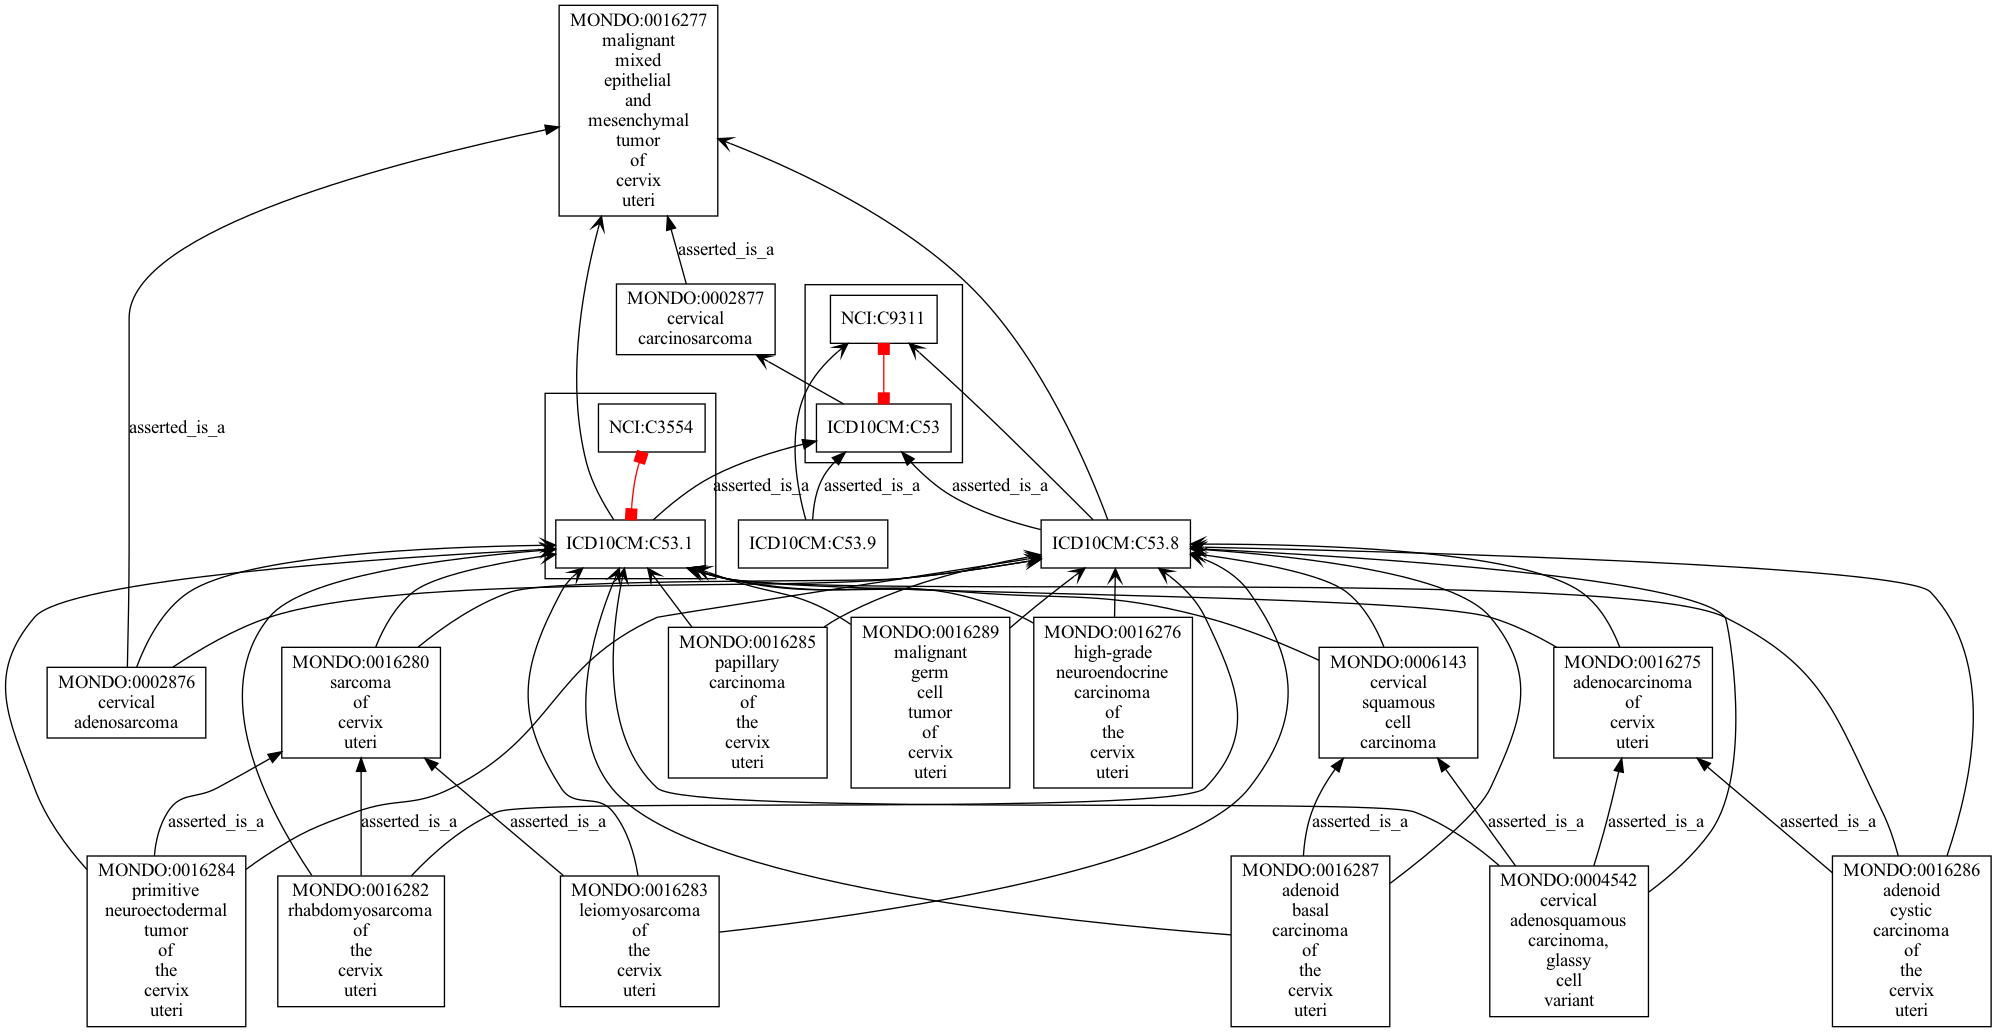 MONDO:0016277
malignant
mixed
epithelial
and
mesenchymal
tumor
of
cervix
uteri
asserted_is_a
MONDO:0002877
cervical
carcinosarcoma
NCI:C9311
asserted_is_a
NCI:C3554
ICD10CM:C53
asserted_is_a
asserted_is_a
asserted_is_a
ICD10CM:C53.1
ICD10CM:C53.9
ICD10CM:C53.8
MONDO:0002876
cervical
adenosarcoma
MONDO:0016280
sarcoma
of
cervix
uteri
MONDO:0016285
papillary
carcinoma
of
the
cervix
uteri
MONDO:0016289
malignant
germ
cell
tumor
of
cervix
uteri
MONDO:0016276
high-grade
neuroendocrine
carcinoma
of
the
cervix
uteri
MONDO:0006143
cervical
squamous
cell
carcinoma
MONDO:0016275
adenocarcinoma
of
cervix
uteri
asserted_is_a
asserted_is_a
asserted_is_a
asserted_is_a
asserted_is_a
asserted_is_a
asserted_is_a
MONDO:0016284
primitive
neuroectodermal
tumor
of
the
cervix
uteri
MONDO:0016282
rhabdomyosarcoma
of
the
cervix
uteri
MONDO:0016283
leiomyosarcoma
of
the
cervix
uteri
MONDO:0016287
adenoid
basal
carcinoma
of
the
cervix
uteri
MONDO:0004542
cervical
adenosquamous
carcinoma,
glassy
cell
variant
MONDO:0016286
adenoid
cystic
carcinoma
of
the
cervix
uteri